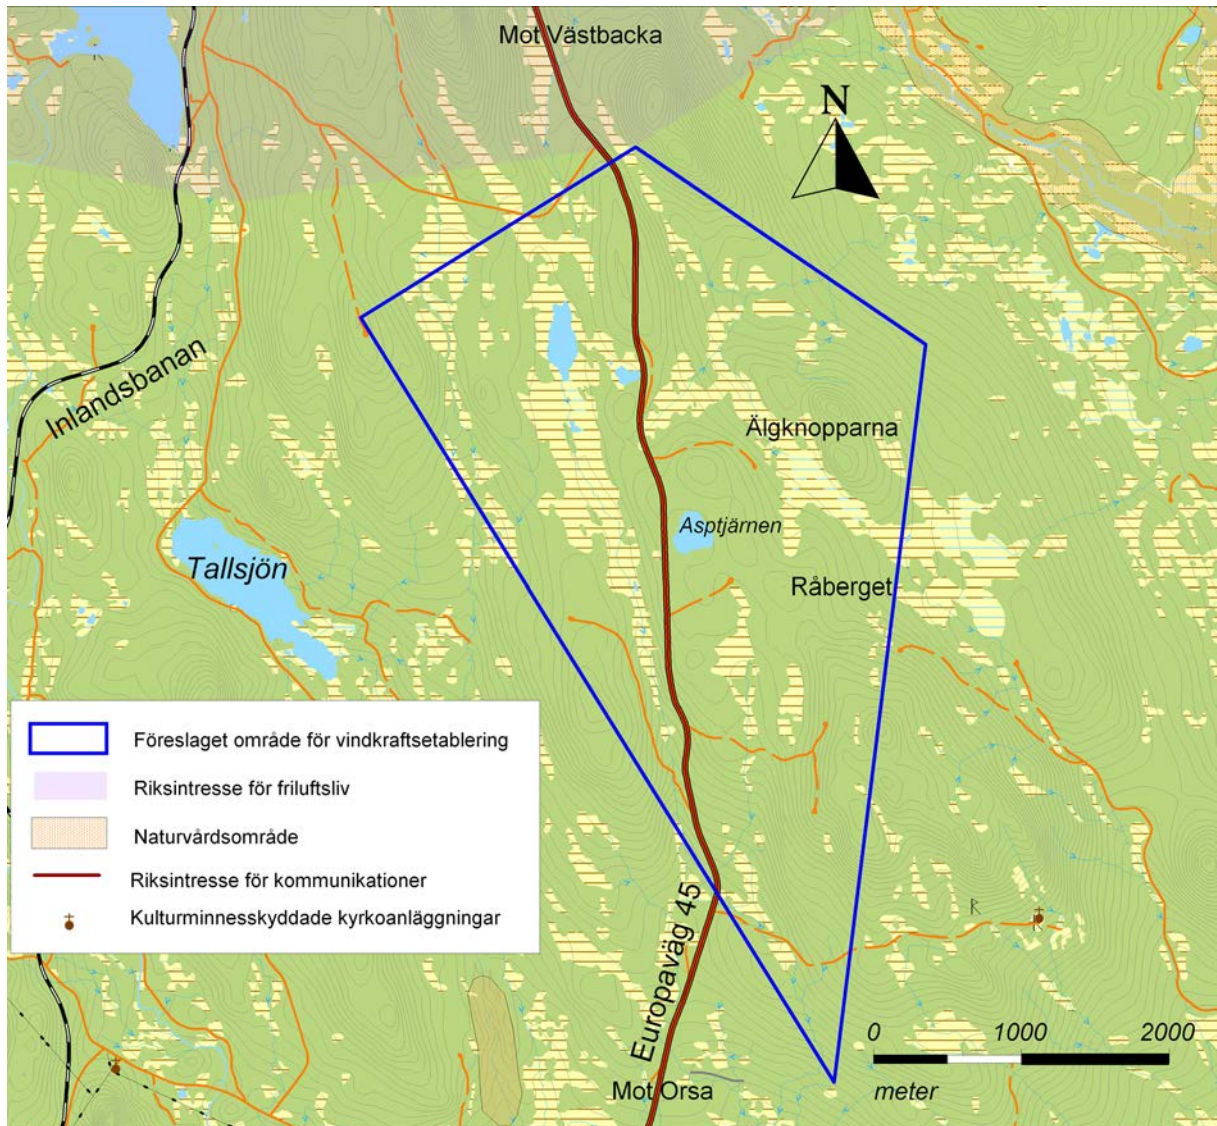 Mot Västbacka
N
Inlandsbanan
Älgknopparna
Asptjärnen
Tallsjön
Råberget
Föreslaget område för vindkraftsetablering
Riksintresse för friluftsliv
Naturvårdsområde
Riksintresse för kommunikationer
Kulturminnesskyddade kyrkoanläggningar
Europaväg 45
Mot Orsa
0 1000 2000
meter